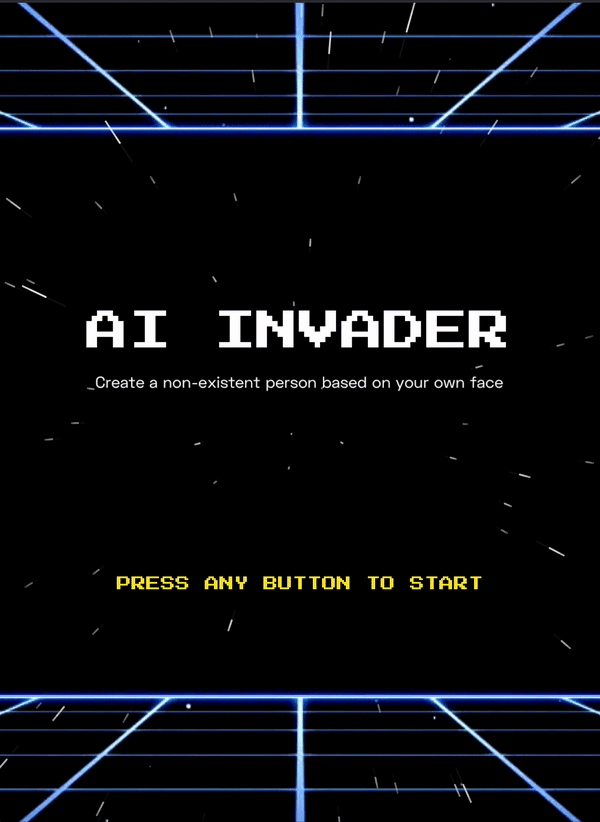 AI INVADER
Create a non-existent person based on your own face
PRESS ANY BUTTON TO START